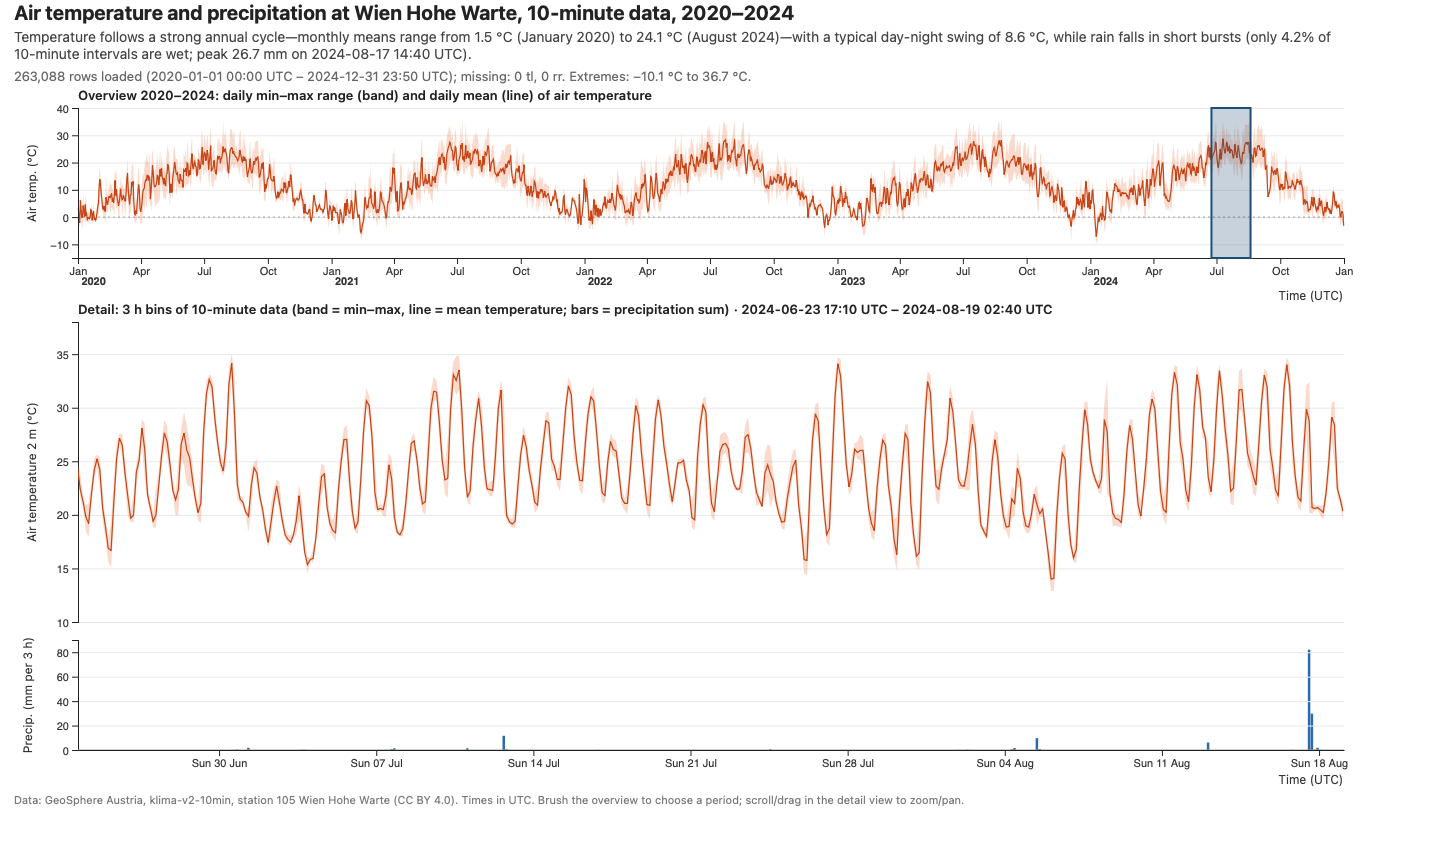 Air temperature and precipitation at Wien Hohe Warte, 10-minute data, 2020–2024
Temperature follows a strong annual cycle—monthly means range from 1.5 °C (January 2020) to 24.1 °C (August 2024)—with a typical day-night swing of 8.6 °C, while rain falls in short bursts (only 4.2% of
10-minute intervals are wet; peak 26.7 mm on 2024-08-17 14:40 UTC).
263,088 rows loaded (2020-01-01 00:00 UTC – 2024-12-31 23:50 UTC); missing: 0 tl, 0 rr. Extremes: −10.1 °C to 36.7 °C.
Overview 2020–2024: daily min–max range (band) and daily mean (line) of air temperature
Air temp. (°C)
40
30
20
10
0
−10
Jan Apr Jul Oct Jan Apr Jul Oct Jan Apr Jul Oct Jan Apr Jul Oct Jan Apr Jul Oct Jan
2020 2021 2022 2023 2024
Time (UTC)
Detail: 3 h bins of 10-minute data (band = min–max, line = mean temperature; bars = precipitation sum) · 2024-06-23 17:10 UTC – 2024-08-19 02:40 UTC
Air temperature 2 m (°C)
35
30
25
20
15
10
Precip. (mm per 3 h)
80
60
40
20
0
Sun 30 Jun Sun 07 Jul Sun 14 Jul Sun 21 Jul Sun 28 Jul Sun 04 Aug Sun 11 Aug Sun 18 Aug
Time (UTC)
Data: GeoSphere Austria, klima-v2-10min, station 105 Wien Hohe Warte (CC BY 4.0). Times in UTC. Brush the overview to choose a period; scroll/drag in the detail view to zoom/pan.